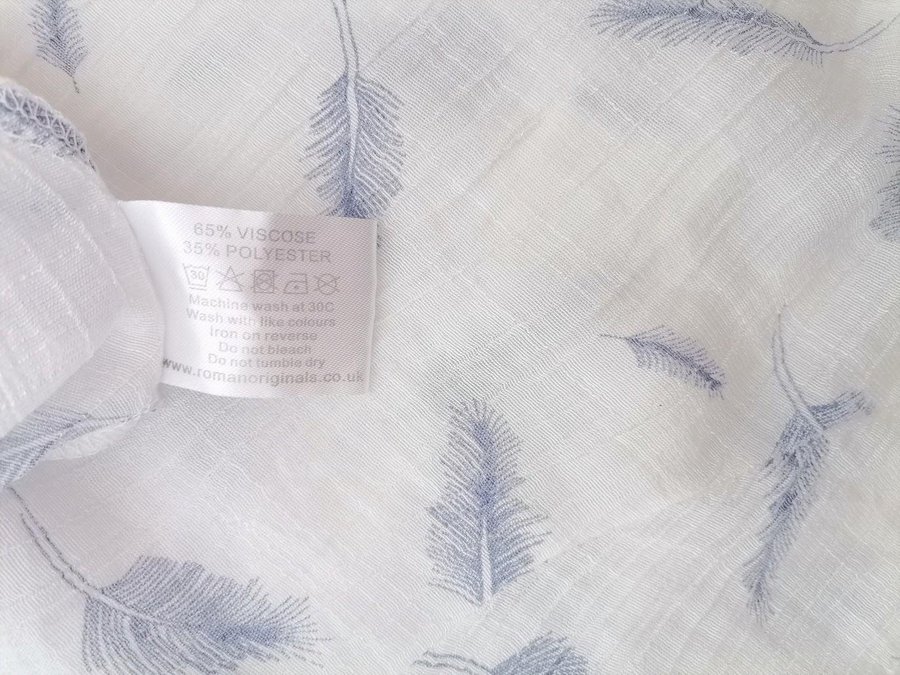 65% VISCOSE
35% POLYESTER
30
Machine wash at 30C
Wash with like colours
Iron on reverse
Do not bleach
Do not tumble dry
www.romanoriginals.co.uk